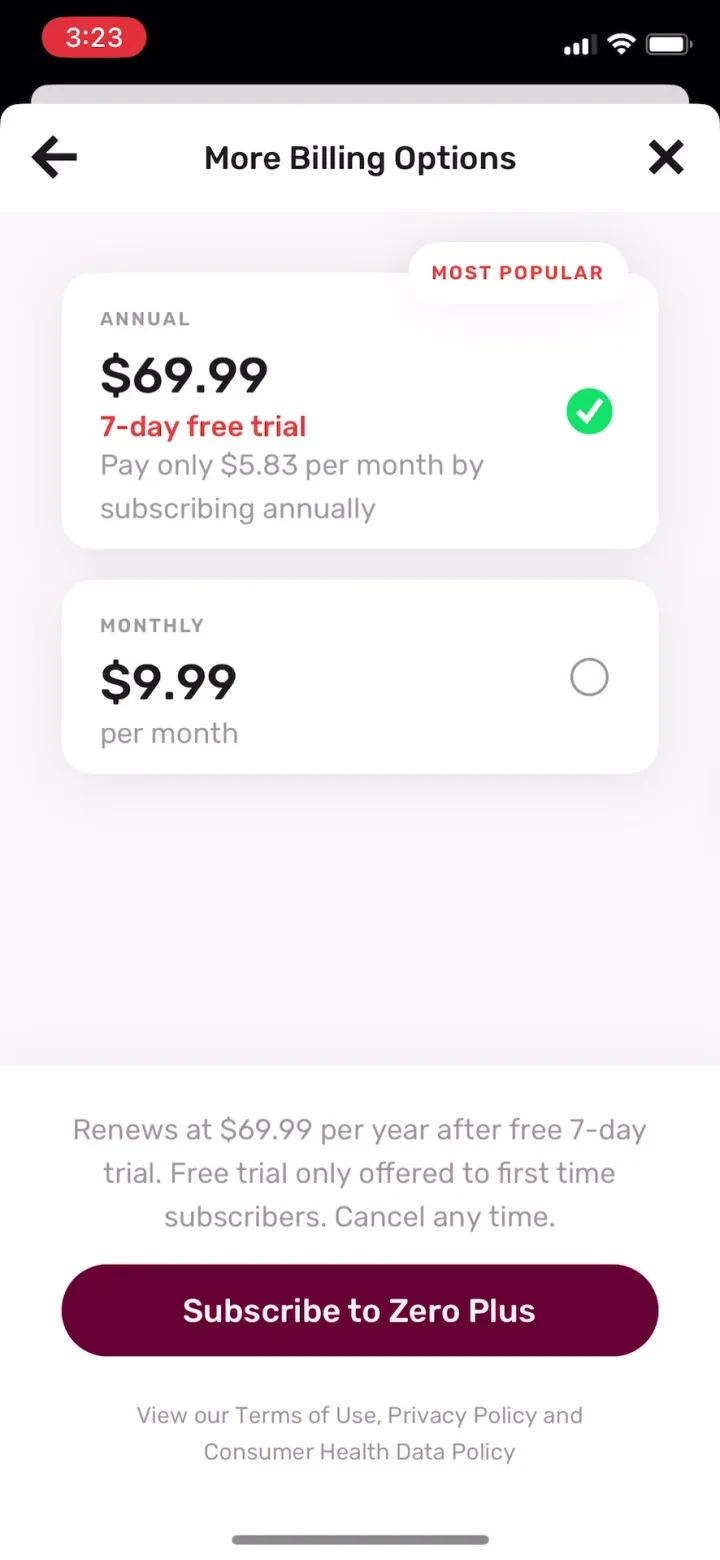 3:23
More Billing Options
MOST POPULAR
ANNUAL
$69.99
7-day free trial
Pay only $5.83 per month by
subscribing annually
MONTHLY
$9.99
per month
Renews at $69.99 per year after free 7-day
trial. Free trial only offered to first time
subscribers. Cancel any time.
Subscribe to Zero Plus
View our Terms of Use, Privacy Policy and
Consumer Health Data Policy